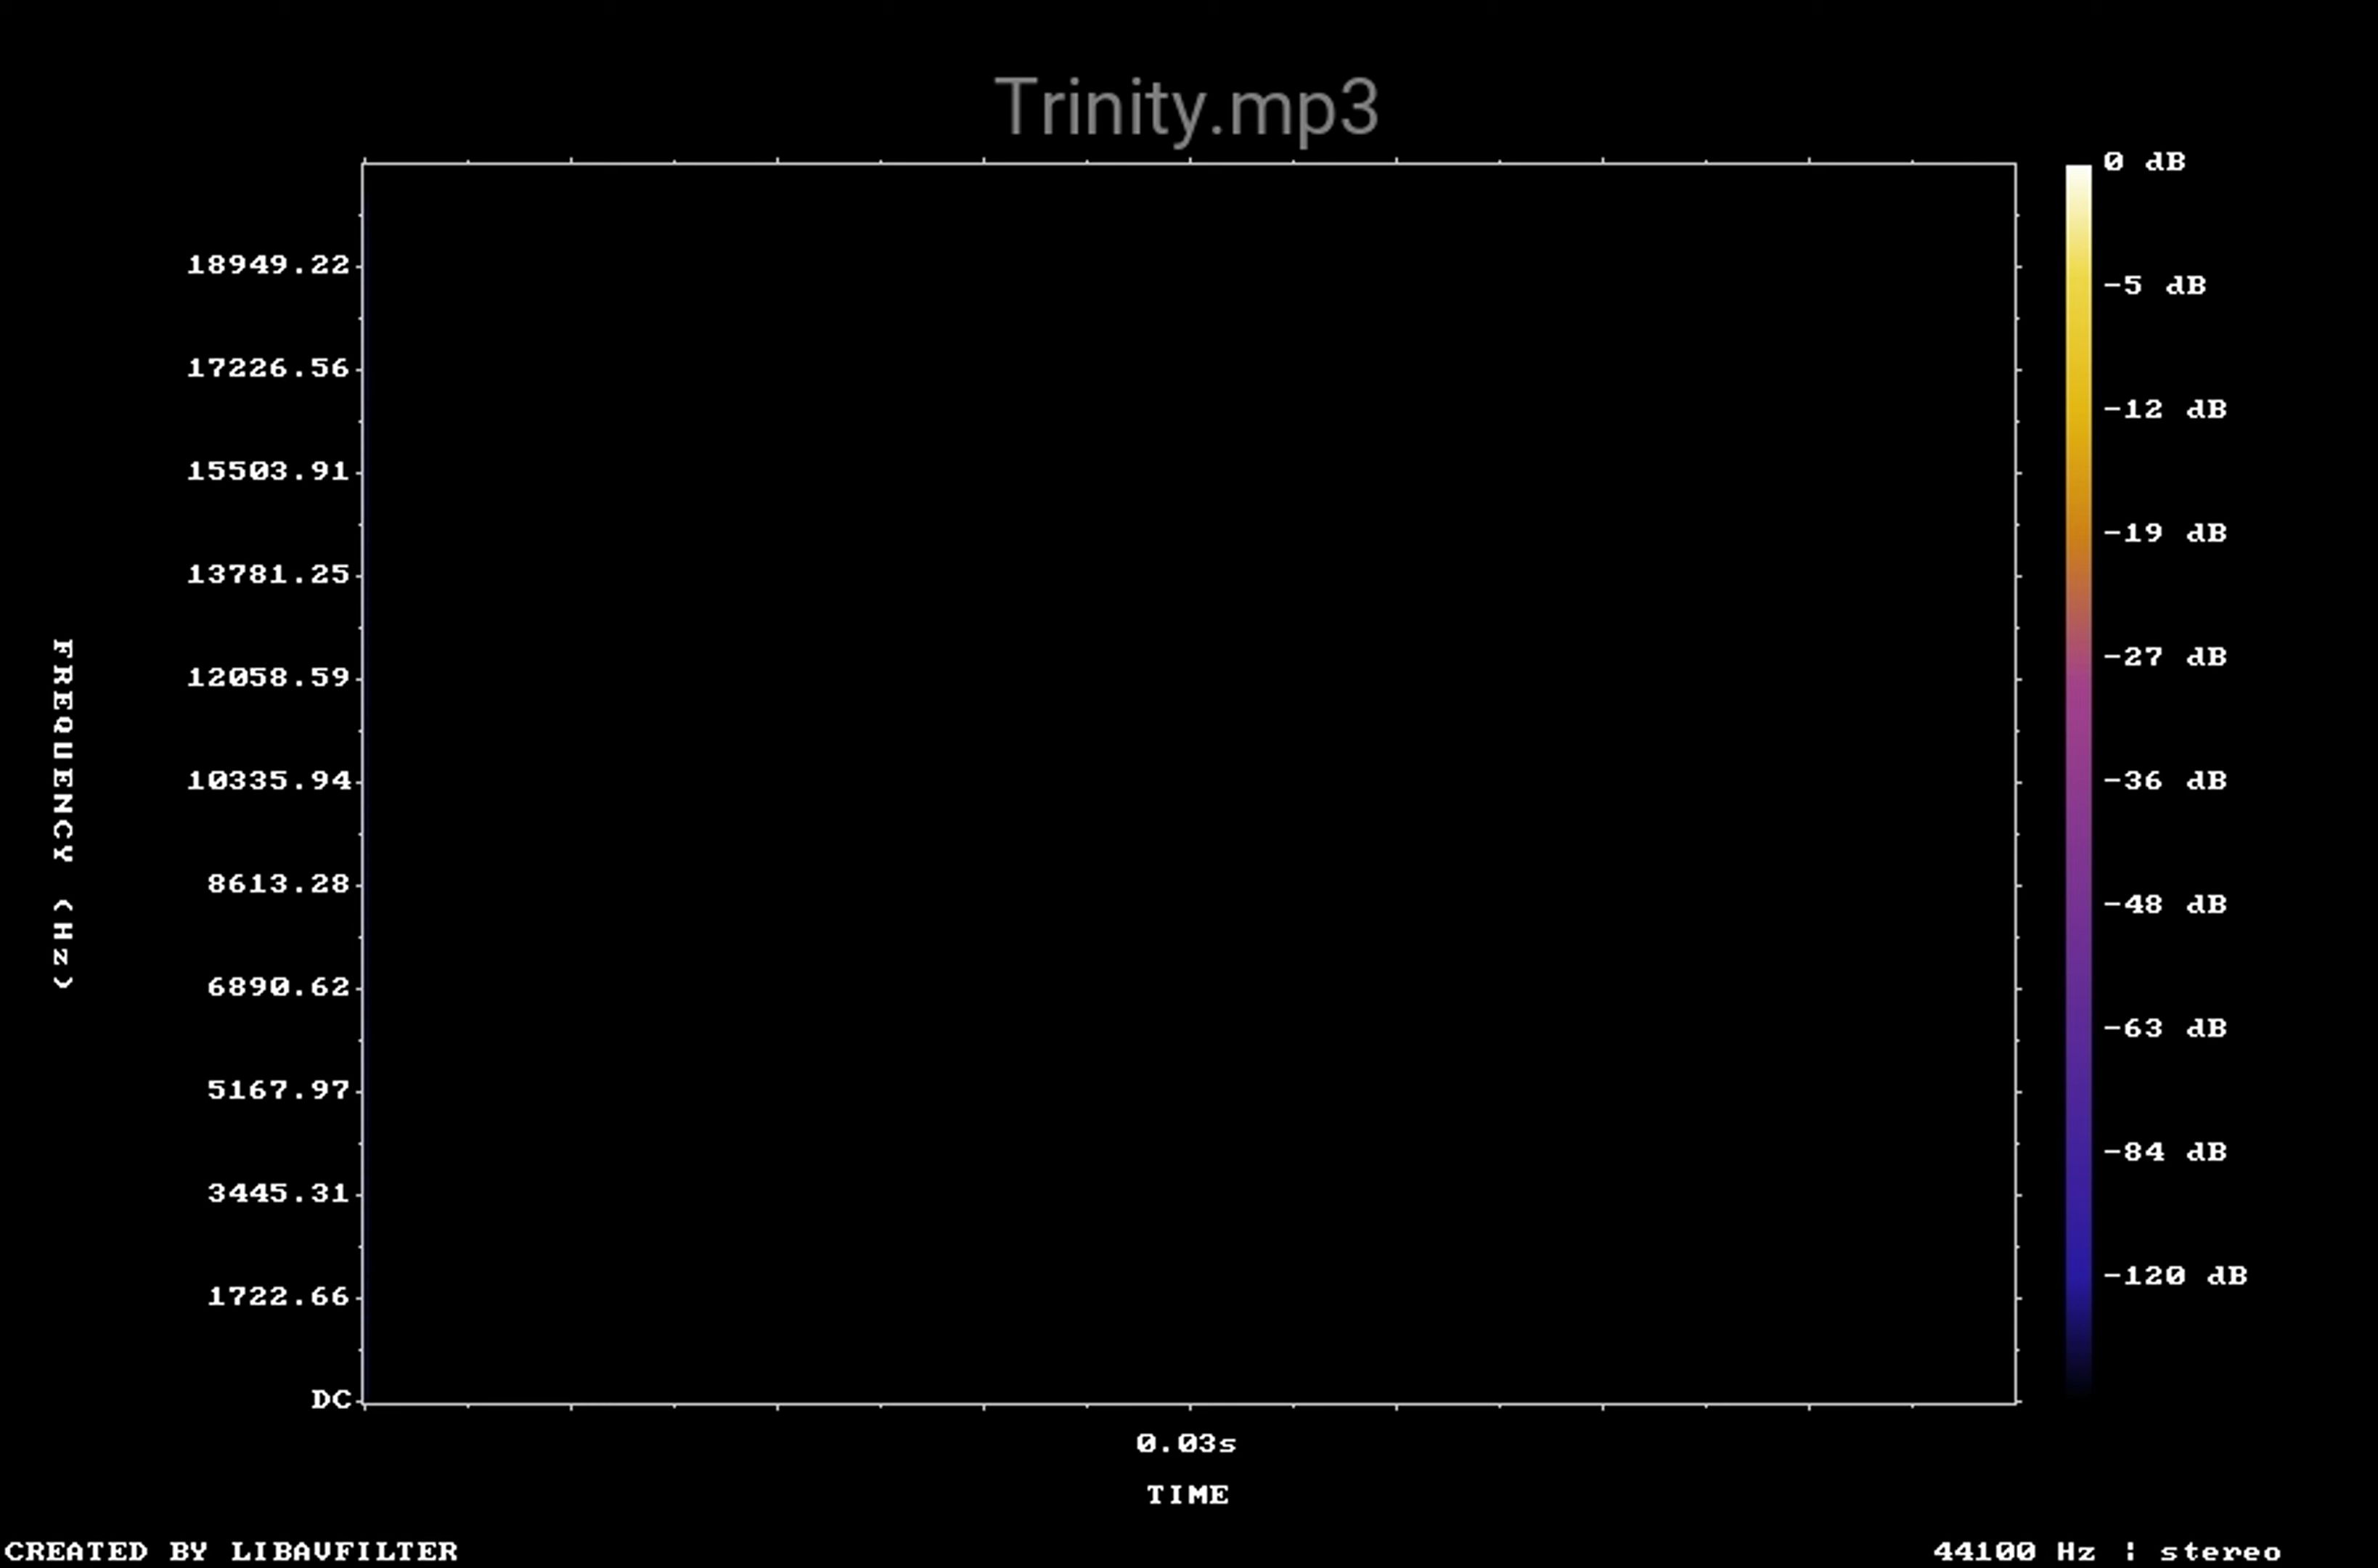 Trinity.mp3
0 dB
18949.22
-5 dB
17226.56
-12 dB
15503.91
-19 dB
13781.25
-27 dB
12058.59
10335.94
-36 dB
8613.28
-48 dB
6890.62
-63 dB
5167.97
-84 dB
3445.31
-120 dB
1722.66
DC
FREQUENCY (Hz)
0.03s
TIME
CREATED BY LIBAVFILTER
44100 Hz | stereo